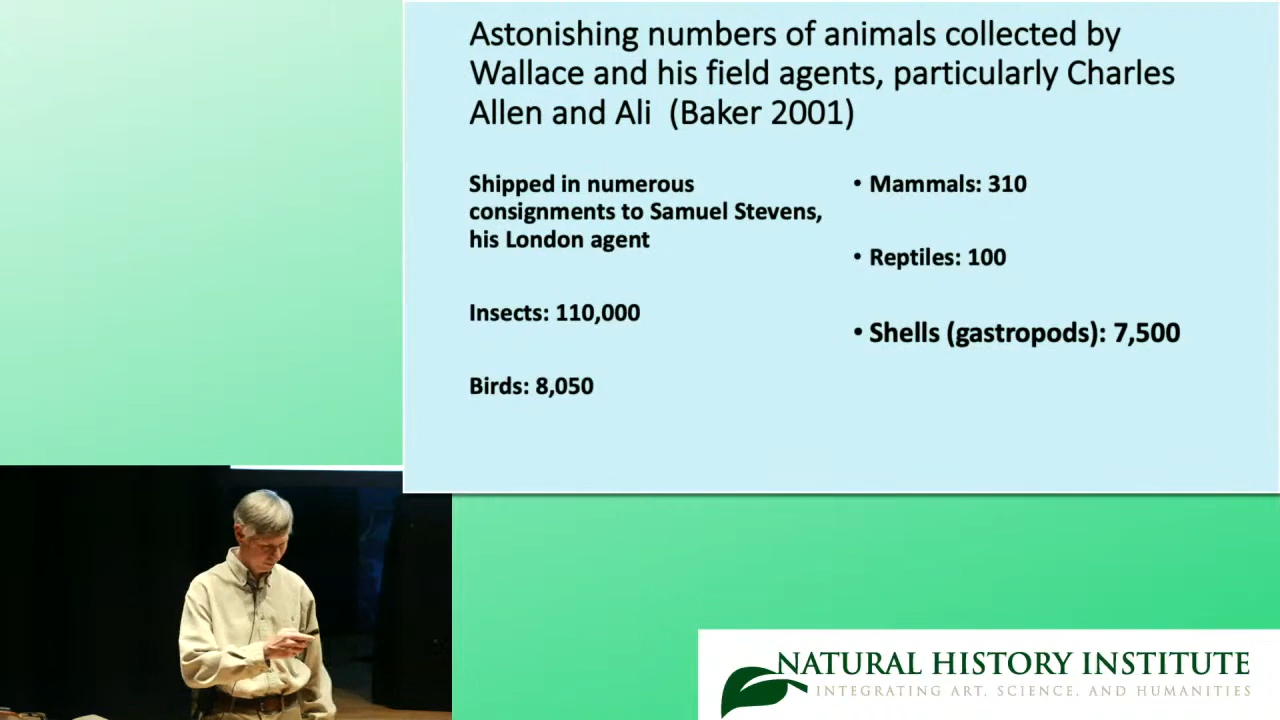 Astonishing numbers of animals collected by
Wallace and his field agents, particularly Charles
Allen and Ali  (Baker 2001)
Shipped in numerous
consignments to Samuel Stevens,
his London agent
Insects: 110,000
Birds: 8,050
• Mammals: 310
• Reptiles: 100
• Shells (gastropods): 7,500
NATURAL HISTORY INSTITUTE
INTEGRATING ART, SCIENCE, AND HUMANITIES